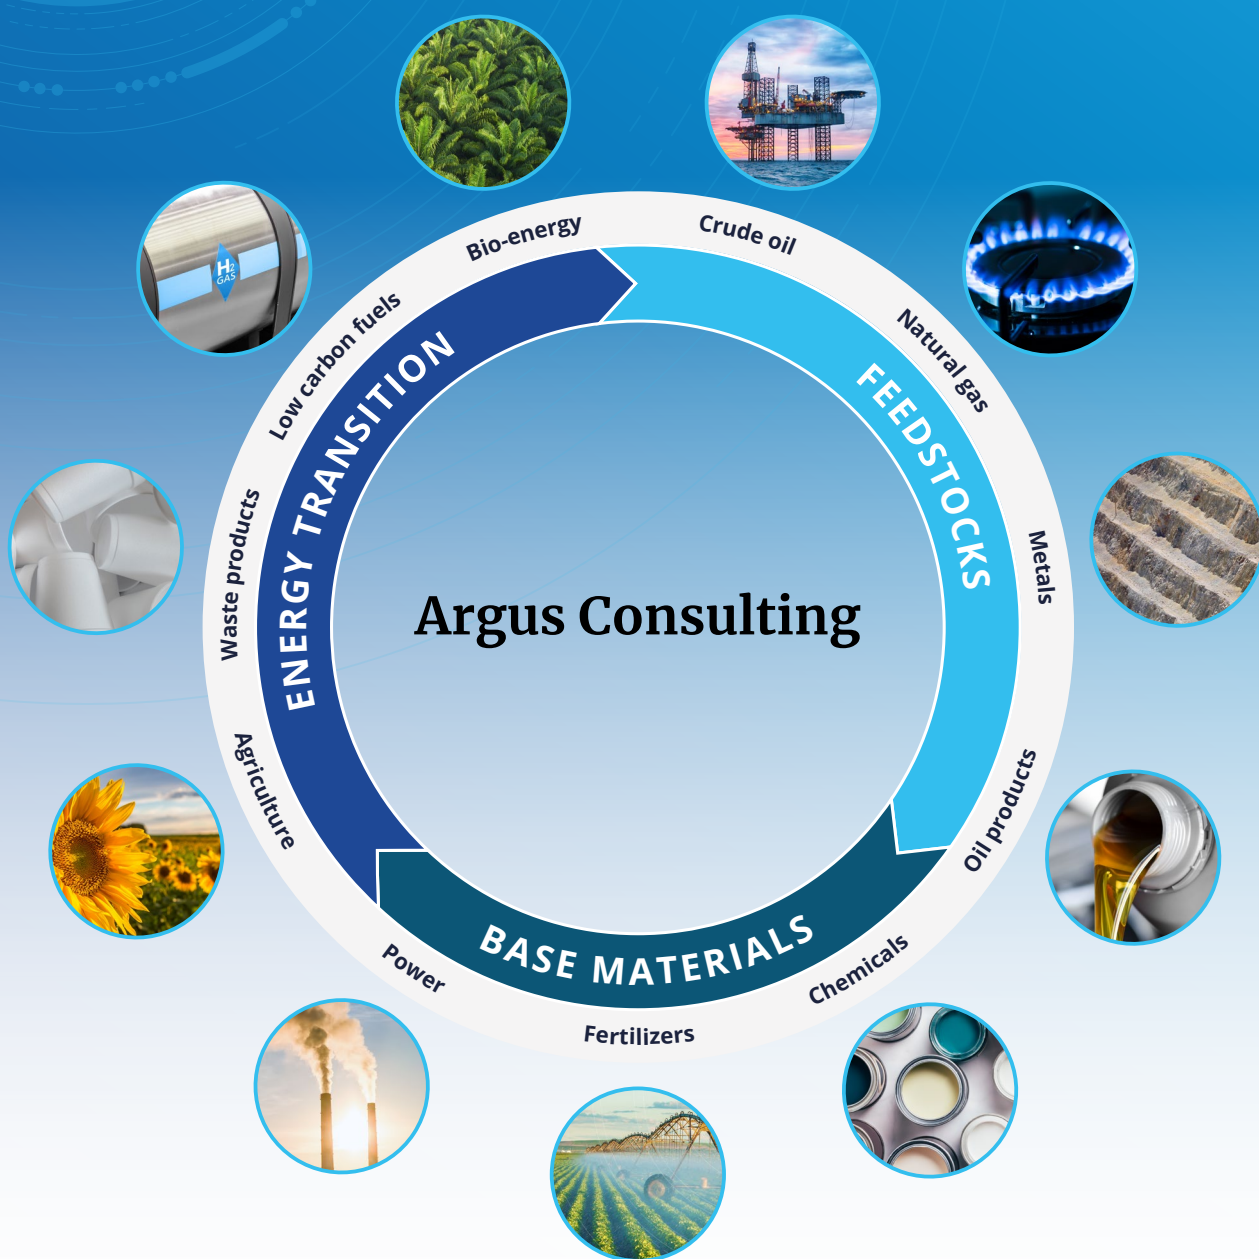 Bio-energy
Crude oil
Natural gas
Metals
Oil products
Chemicals
Fertilizers
Power
Agriculture
Waste products
Low carbon fuels
ENERGY TRANSITION
FEEDSTOCKS
BASE MATERIALS
Argus Consulting
H2
GAS